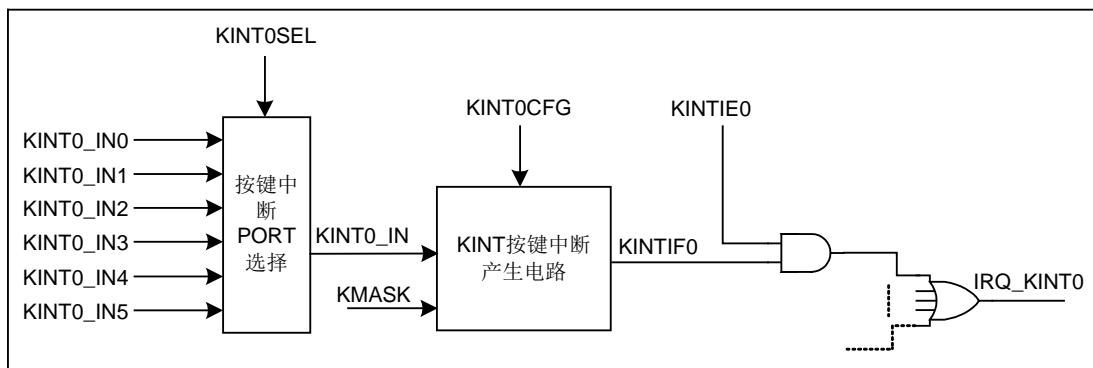 KINT0SEL
KINT0CFG
KINTIE0
KINT0_IN0
KINT0_IN1
KINT0_IN2
KINT0_IN3
KINT0_IN4
KINT0_IN5
按键中
断
PORT
选择
KINT0_IN
KMASK
KINT按键中断
产生电路
KINTIF0
IRQ_KINT0